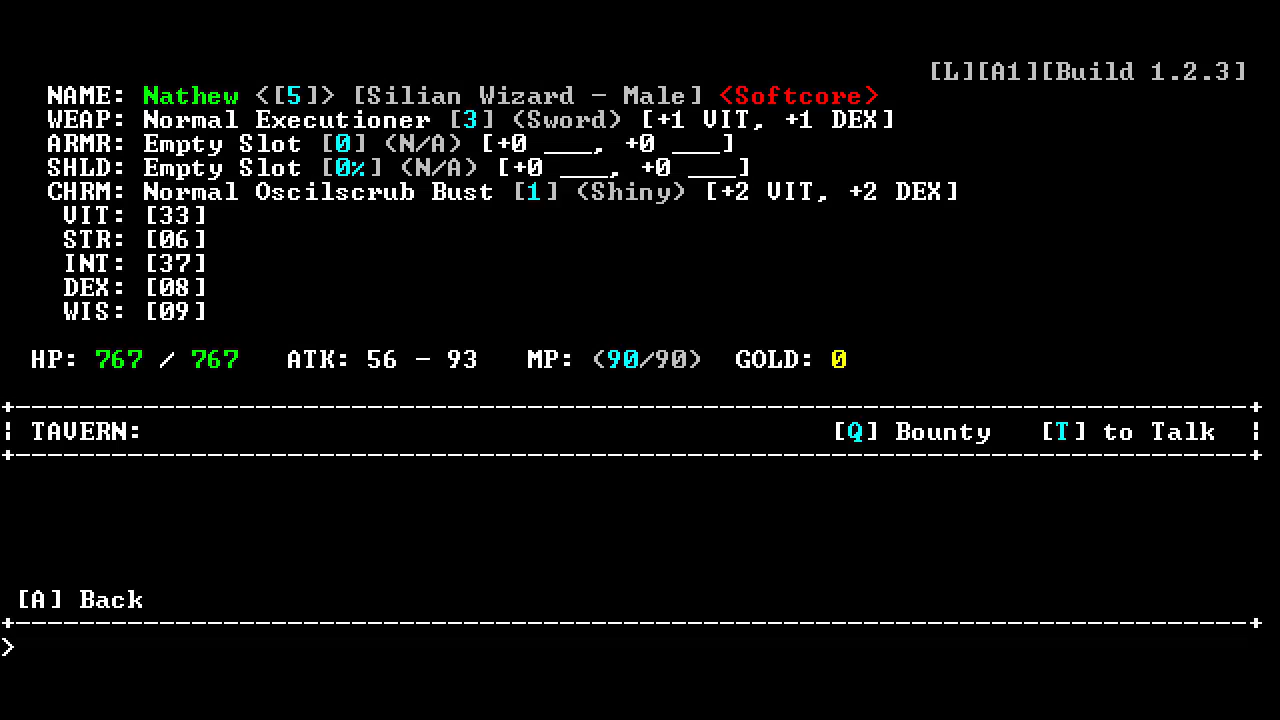 [L][A1][Build 1.2.3]
NAME: Nathew <[5]> [Silian Wizard - Male] <Softcore>
WEAP: Normal Executioner [3] (Sword) [+1 VIT, +1 DEX]
ARMR: Empty Slot [0] (N/A) [+0 ___, +0 ___]
SHLD: Empty Slot [0%] (N/A) [+0 ___, +0 ___]
CHRM: Normal Oscilscrub Bust [1] (Shiny) [+2 VIT, +2 DEX]
VIT: [33]
STR: [06]
INT: [37]
DEX: [08]
WIS: [09]
HP: 767 / 767 ATK: 56 - 93 MP: (90/90) GOLD: 0
TAVERN: [Q] Bounty [T] to Talk
[A] Back
>